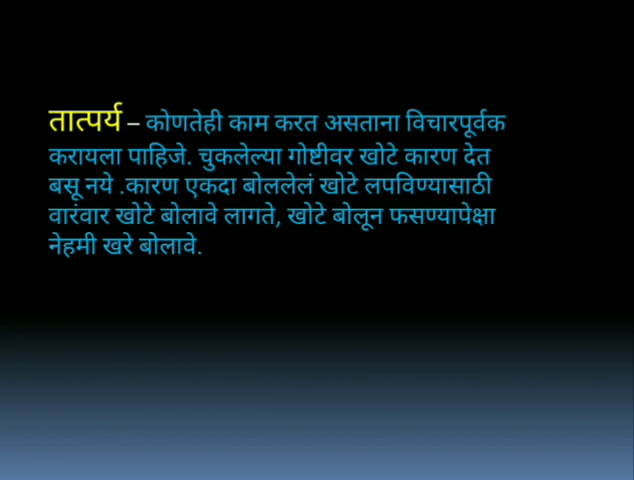 तात्पर्य – कोणतेही काम करत असताना विचारपूर्वक
करायला पाहिजे. चुकलेल्या गोष्टीवर खोटे कारण देत
बसू नये .कारण एकदा बोललेलं खोटे लपविण्यासाठी
वारंवार खोटे बोलावे लागते, खोटे बोलून फसण्यापेक्षा
नेहमी खरे बोलावे.